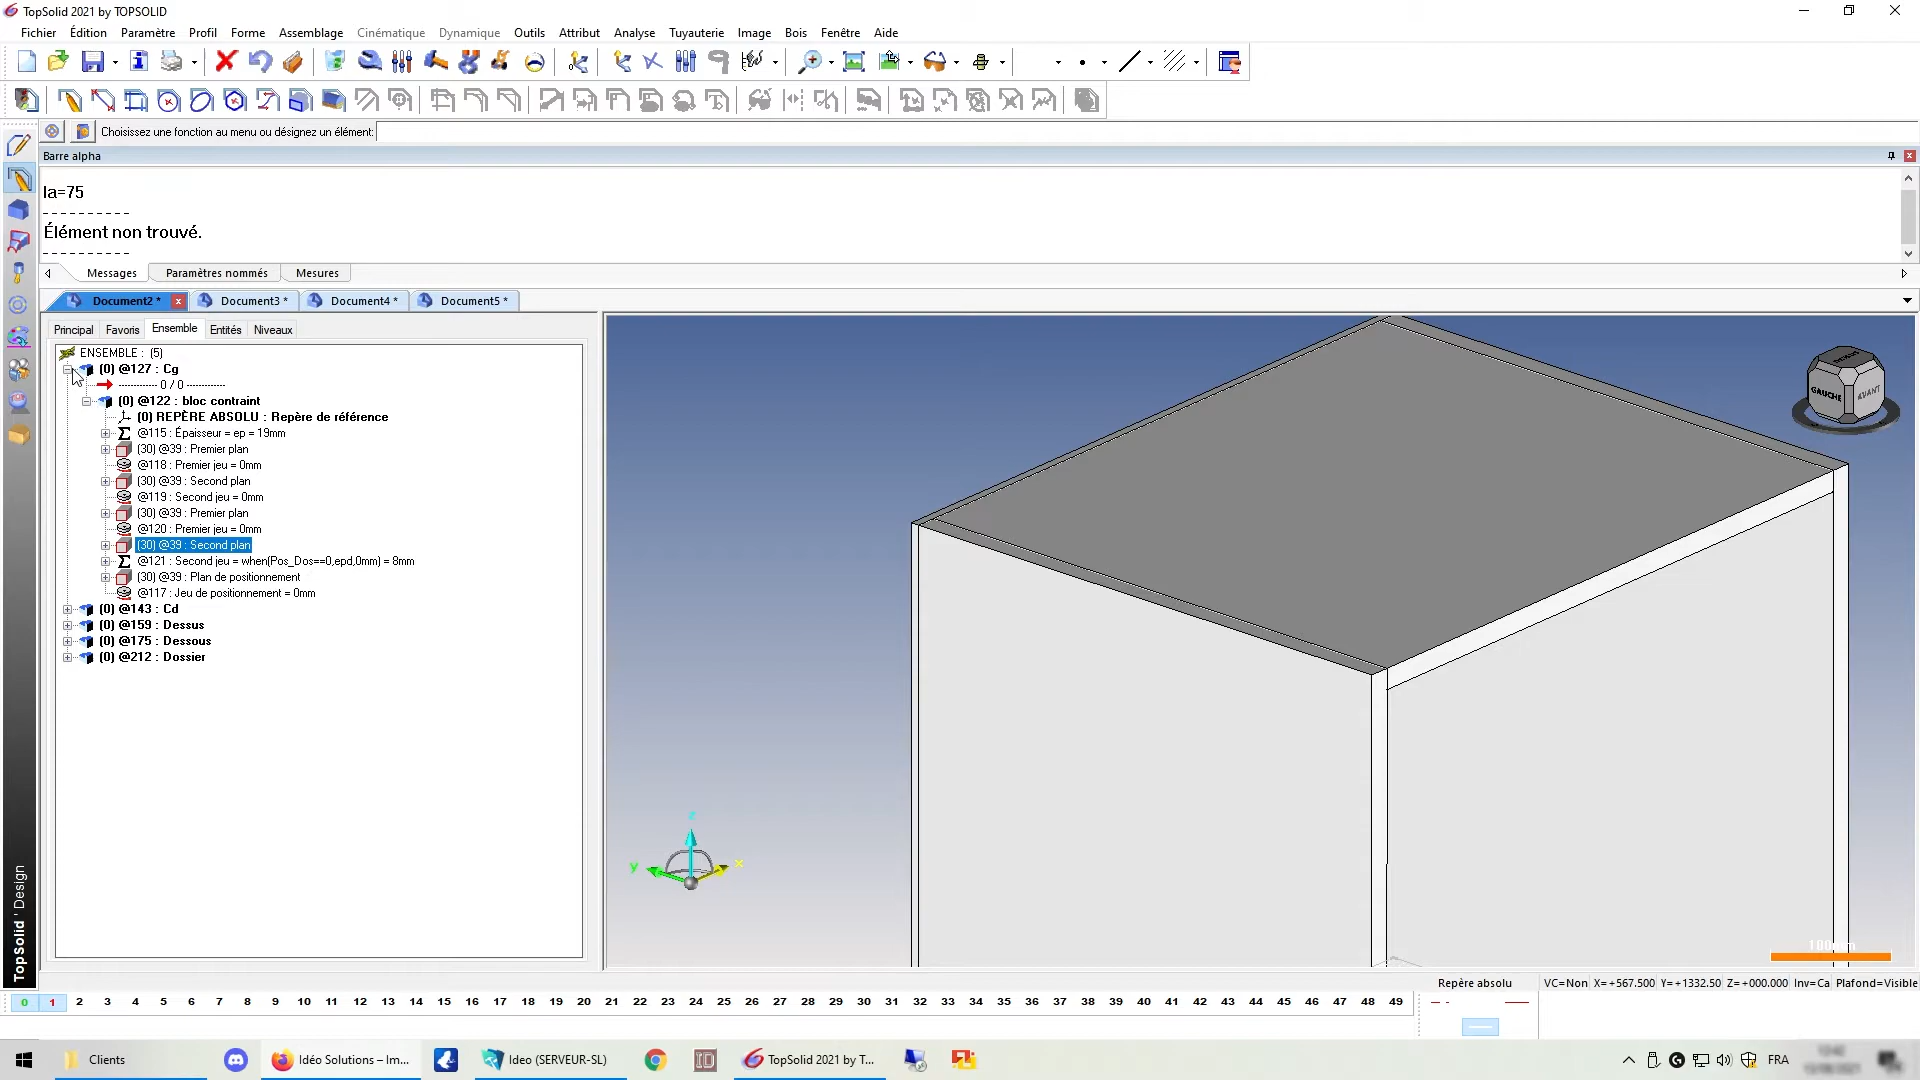 TopSolid 2021 by TOPSOLID
Fichier Édition Paramètre Profil Forme Assemblage Cinématique Dynamique Outils Attribut Analyse Tuyauterie Image Bois Fenêtre Aide
Choisissez une fonction au menu ou désignez un élément:
Barre alpha
la=75
----------
Élément non trouvé.
----------
Messages Paramètres nommés Mesures
Document2 * Document3 * Document4 * Document5 *
Principal Favoris Ensemble Entités Niveaux
ENSEMBLE : (5)
(0) @127 : Cg
------------ 0 / 0 ------------
(0) @122 : bloc contraint
(0) REPÈRE ABSOLU : Repère de référence
@115 : Épaisseur = ep = 19mm
(30) @39 : Premier plan
@118 : Premier jeu = 0mm
(30) @39 : Second plan
@119 : Second jeu = 0mm
(30) @39 : Premier plan
@120 : Premier jeu = 0mm
(30) @39 : Second plan
@121 : Second jeu = when(Pos_Dos==0,epd,0mm) = 8mm
(30) @39 : Plan de positionnement
@117 : Jeu de positionnement = 0mm
(0) @143 : Cd
(0) @159 : Dessus
(0) @175 : Dessous
(0) @212 : Dossier
DESSUS
GAUCHE AVANT
z
y x
TopSolid 'Design
Repère absolu VC=Non X=+567.500 Y=+1332.50 Z=+000.000 Inv=Ca Plafond=Visible
0 1 2 3 4 5 6 7 8 9 10 11 12 13 14 15 16 17 18 19 20 21 22 23 24 25 26 27 28 29 30 31 32 33 34 35 36 37 38 39 40 41 42 43 44 45 46 47 48 49
Clients Idéo Solutions – Im... Ideo (SERVEUR-SL) TopSolid 2021 by T... FRA